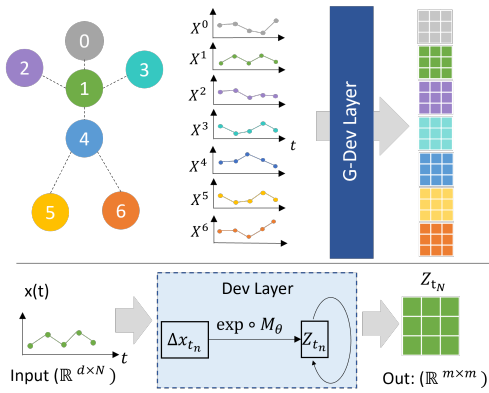 0
2
1
3
4
5
6
X^0
X^1
X^2
X^3
t
X^4
X^5
X^6
G-Dev Layer
x(t)
t
Input (ℝ^{d×N})
Dev Layer
Δx_{t_n}
exp ∘ M_θ
Z_{t_n}
Z_{t_N}
Out: (ℝ^{m×m})